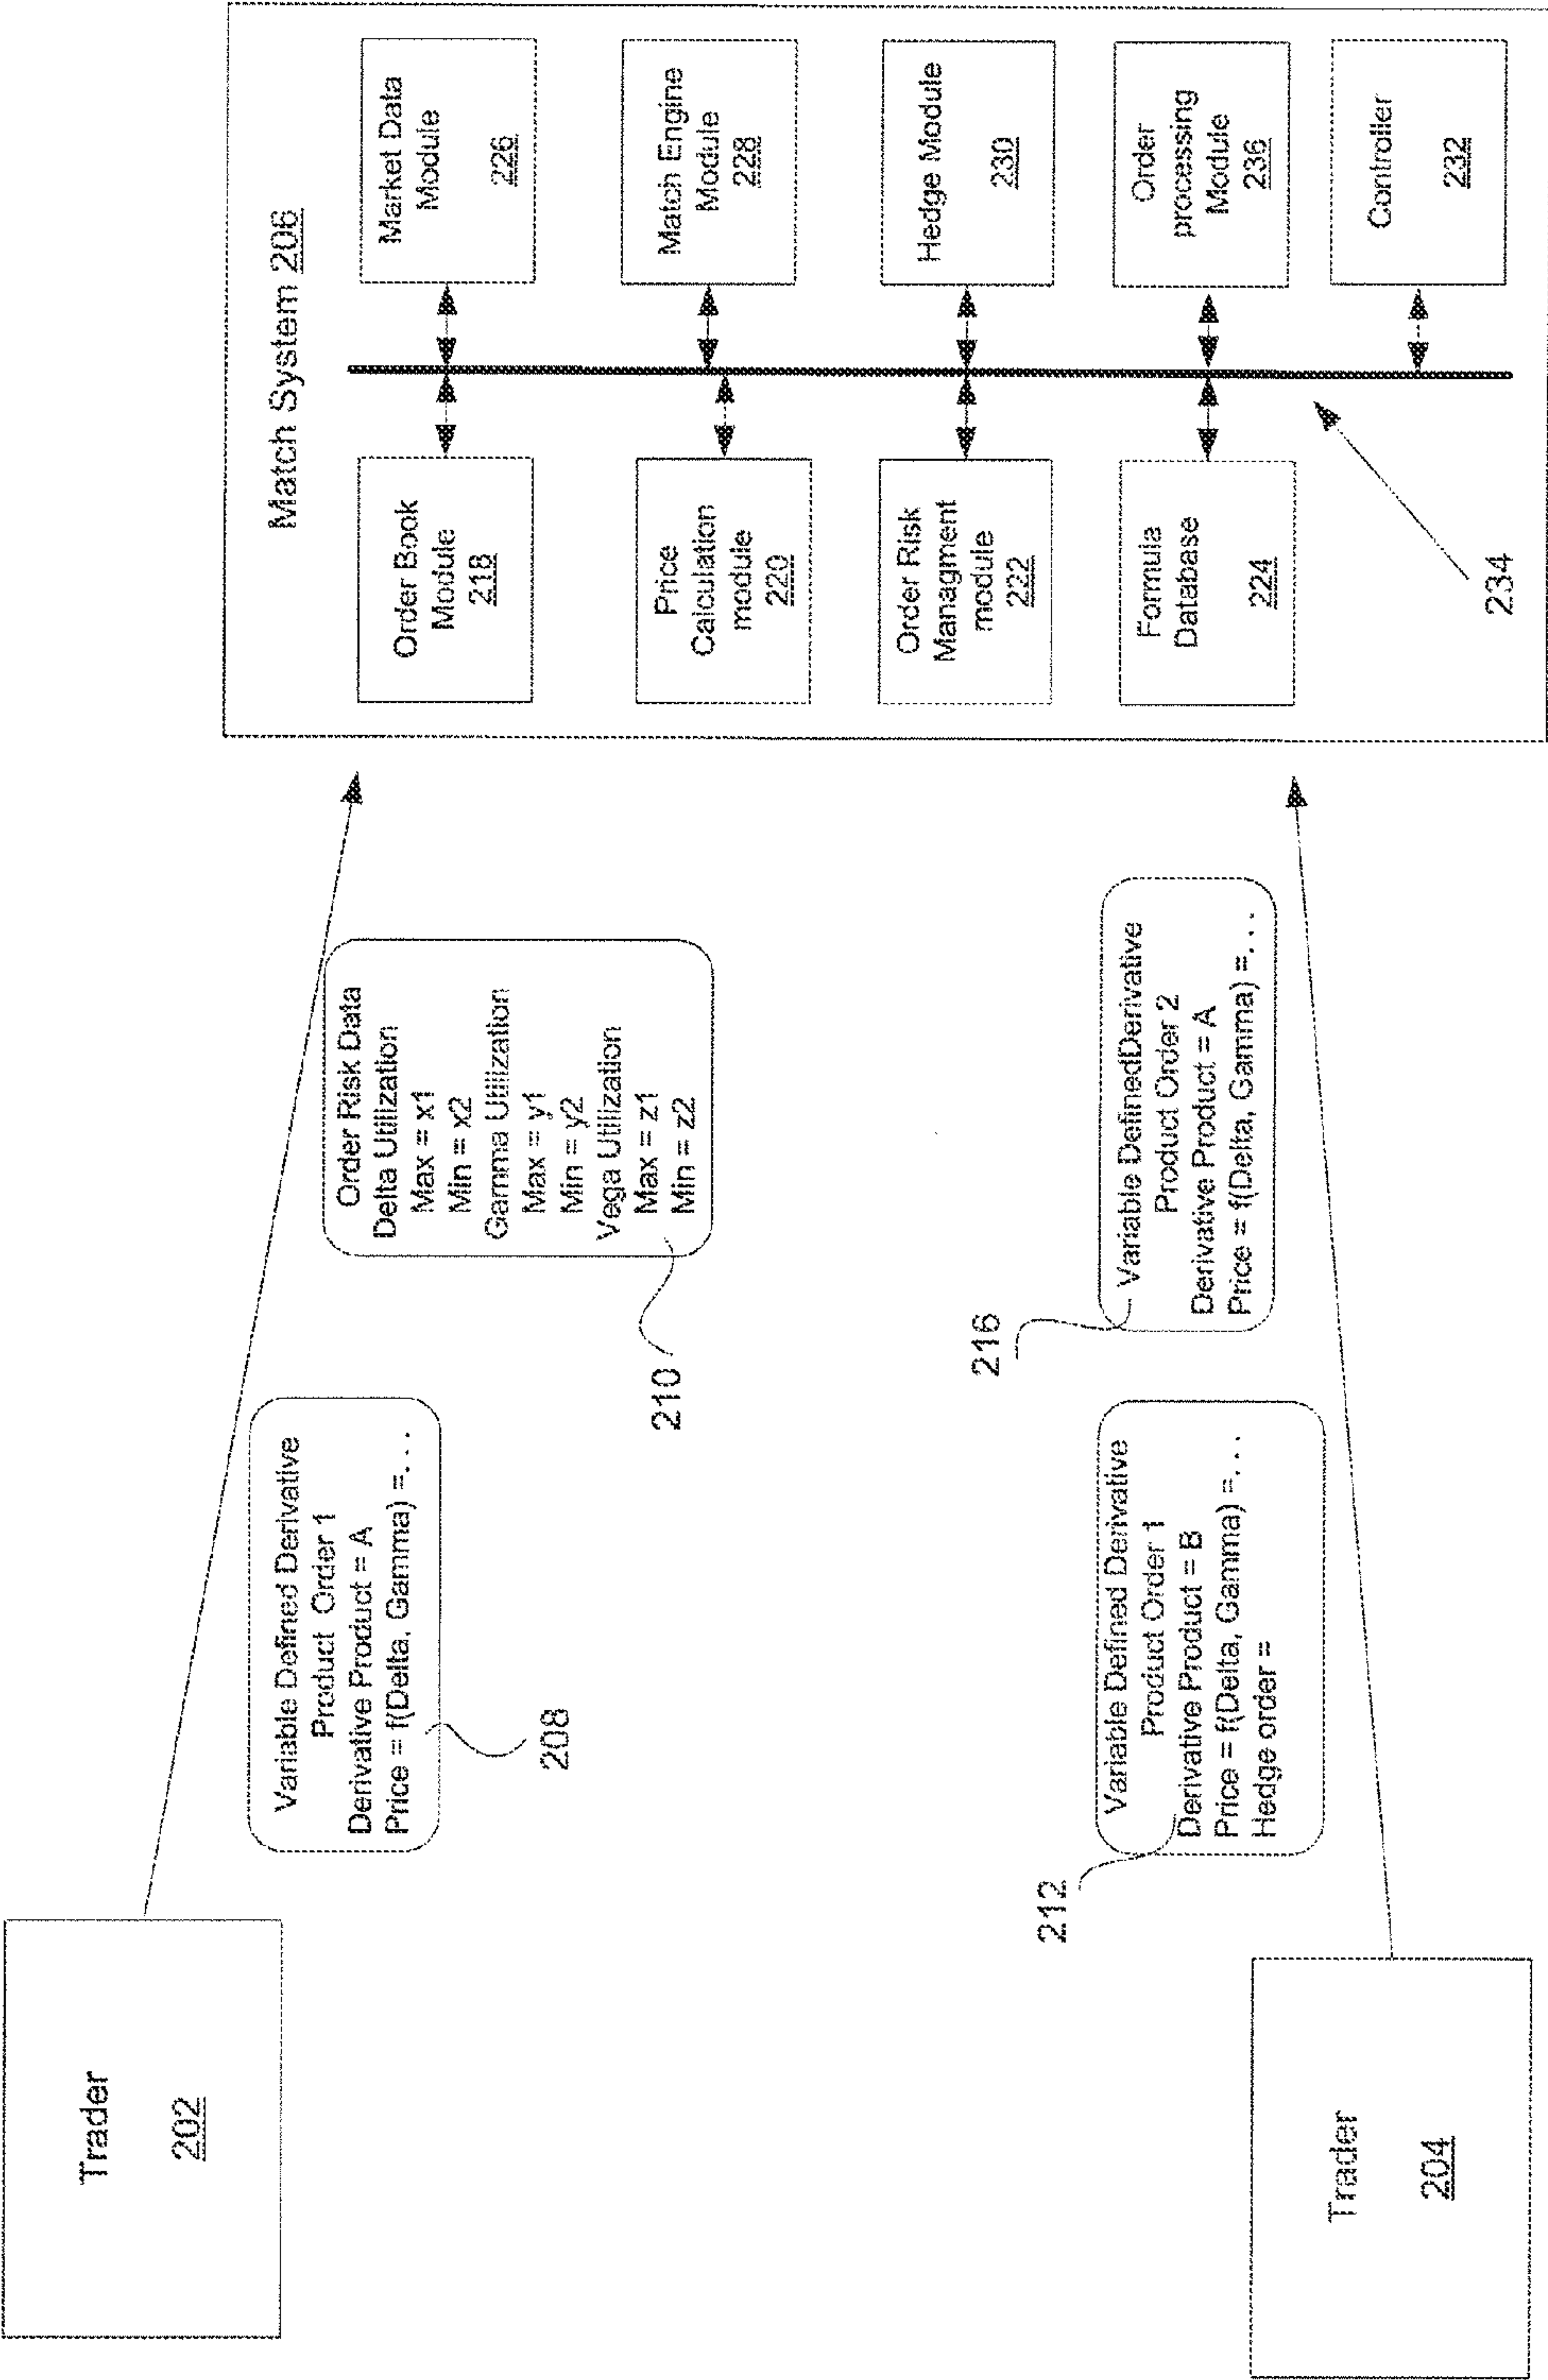 Trader
202
Variable Defined Derivative
Product Order 1
Derivative Product = A
Price = f(Delta, Gamma) =...
208
Order Risk Data
Delta Utilization
Max = x1
Min = x2
Gamma Utilization
Max = y1
Min = y2
Vega Utilization
Max = z1
Min = z2
210
Trader
204
Variable Defined Derivative
Product Order 1
Derivative Product = B
Price = f(Delta, Gamma) =...
Hedge order =
212
Variable DefinedDerivative
Product Order 2
Derivative Product = A
Price = f(Delta, Gamma) =...
216
Match System 206
Order Book
Module
218
Price
Calculation
module
220
Order Risk
Managment
module
222
Formula
Database
224
Market Data
Module
226
Match Engine
Module
228
Hedge Module
230
Order
processing
Module
236
Controller
232
234